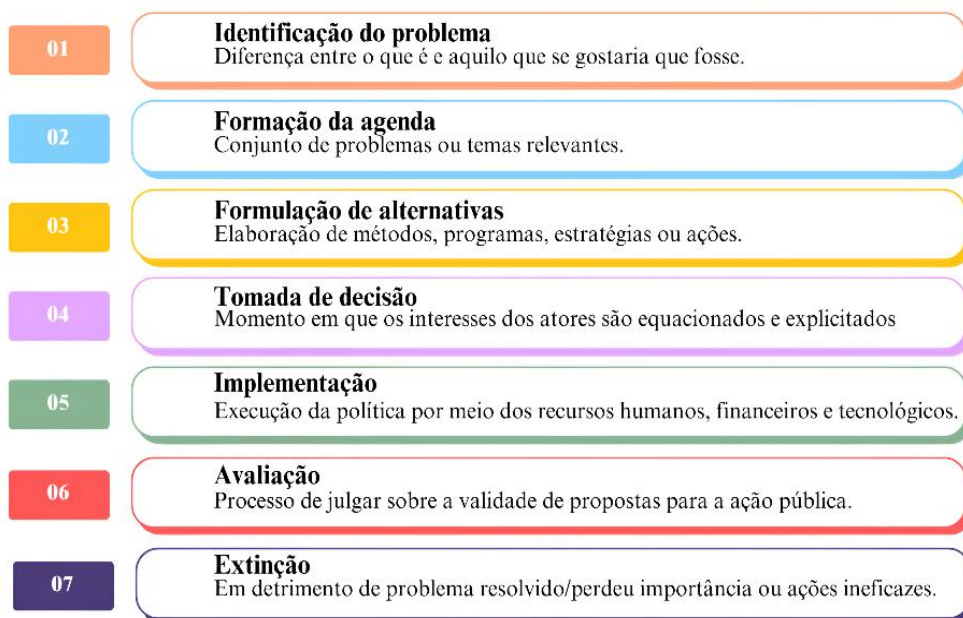 01
Identificação do problema
Diferença entre o que é e aquilo que se gostaria que fosse.
02
Formação da agenda
Conjunto de problemas ou temas relevantes.
03
Formulação de alternativas
Elaboração de métodos, programas, estratégias ou ações.
04
Tomada de decisão
Momento em que os interesses dos atores são equacionados e explicitados
05
Implementação
Execução da política por meio dos recursos humanos, financeiros e tecnológicos.
06
Avaliação
Processo de julgar sobre a validade de propostas para a ação pública.
07
Extinção
Em detrimento de problema resolvido/perdeu importância ou ações ineficazes.